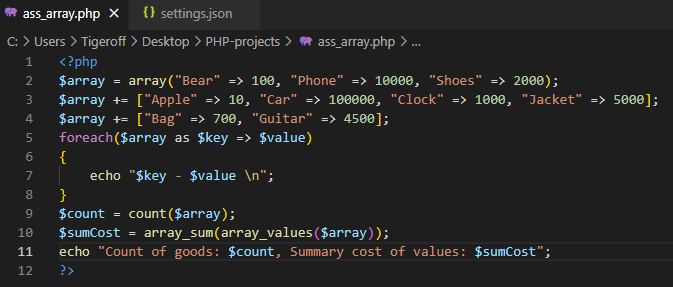 ass_array.php settings.json
C: > Users > Tigeroff > Desktop > PHP-projects > ass_array.php > ...
1 <?php
2 $array = array("Bear" => 100, "Phone" => 10000, "Shoes" => 2000);
3 $array += ["Apple" => 10, "Car" => 100000, "Clock" => 1000, "Jacket" => 5000];
4 $array += ["Bag" => 700, "Guitar" => 4500];
5 foreach($array as $key => $value)
6 {
7     echo "$key - $value \n";
8 }
9 $count = count($array);
10 $sumCost = array_sum(array_values($array));
11 echo "Count of goods: $count, Summary cost of values: $sumCost";
12 ?>